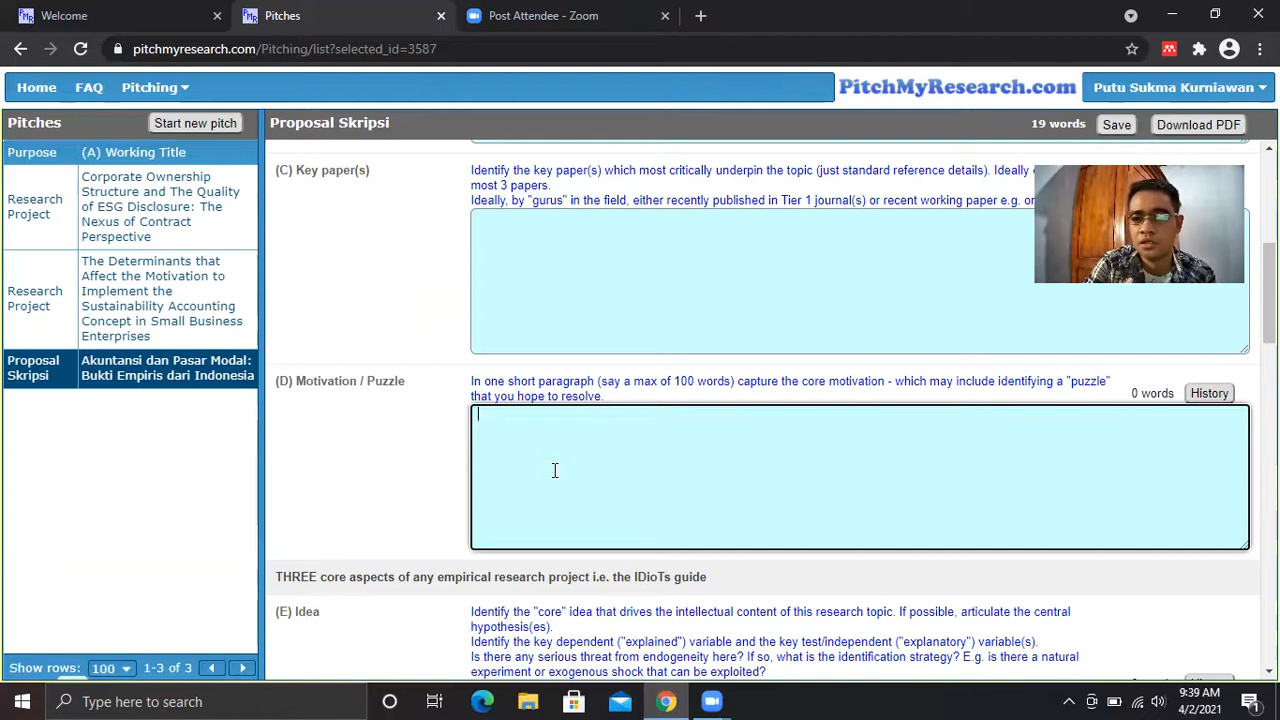 Welcome
Pitches
Post Attendee - Zoom
pitchmyresearch.com/Pitching/list?selected_id=3587
Home FAQ Pitching
PitchMyResearch.com
Putu Sukma Kurniawan
Pitches Start new pitch
Proposal Skripsi 19 words Save Download PDF
Purpose (A) Working Title
Research Project
Corporate Ownership
Structure and The Quality
of ESG Disclosure: The
Nexus of Contract
Perspective
Research Project
The Determinants that
Affect the Motivation to
Implement the
Sustainability Accounting
Concept in Small Business
Enterprises
Proposal Skripsi
Akuntansi dan Pasar Modal:
Bukti Empiris dari Indonesia
(C) Key paper(s)
Identify the key paper(s) which most critically underpin the topic (just standard reference details). Ideally
most 3 papers.
Ideally, by "gurus" in the field, either recently published in Tier 1 journal(s) or recent working paper e.g. on
(D) Motivation / Puzzle
In one short paragraph (say a max of 100 words) capture the core motivation - which may include identifying a "puzzle"
that you hope to resolve.
0 words History
THREE core aspects of any empirical research project i.e. the IDioTs guide
(E) Idea
Identify the "core" idea that drives the intellectual content of this research topic. If possible, articulate the central
hypothesis(es).
Identify the key dependent ("explained") variable and the key test/independent ("explanatory") variable(s).
Is there any serious threat from endogeneity here? If so, what is the identification strategy? E.g. is there a natural
experiment or exogenous shock that can be exploited?
Show rows: 100 1-3 of 3
Type here to search
9:39 AM
4/2/2021